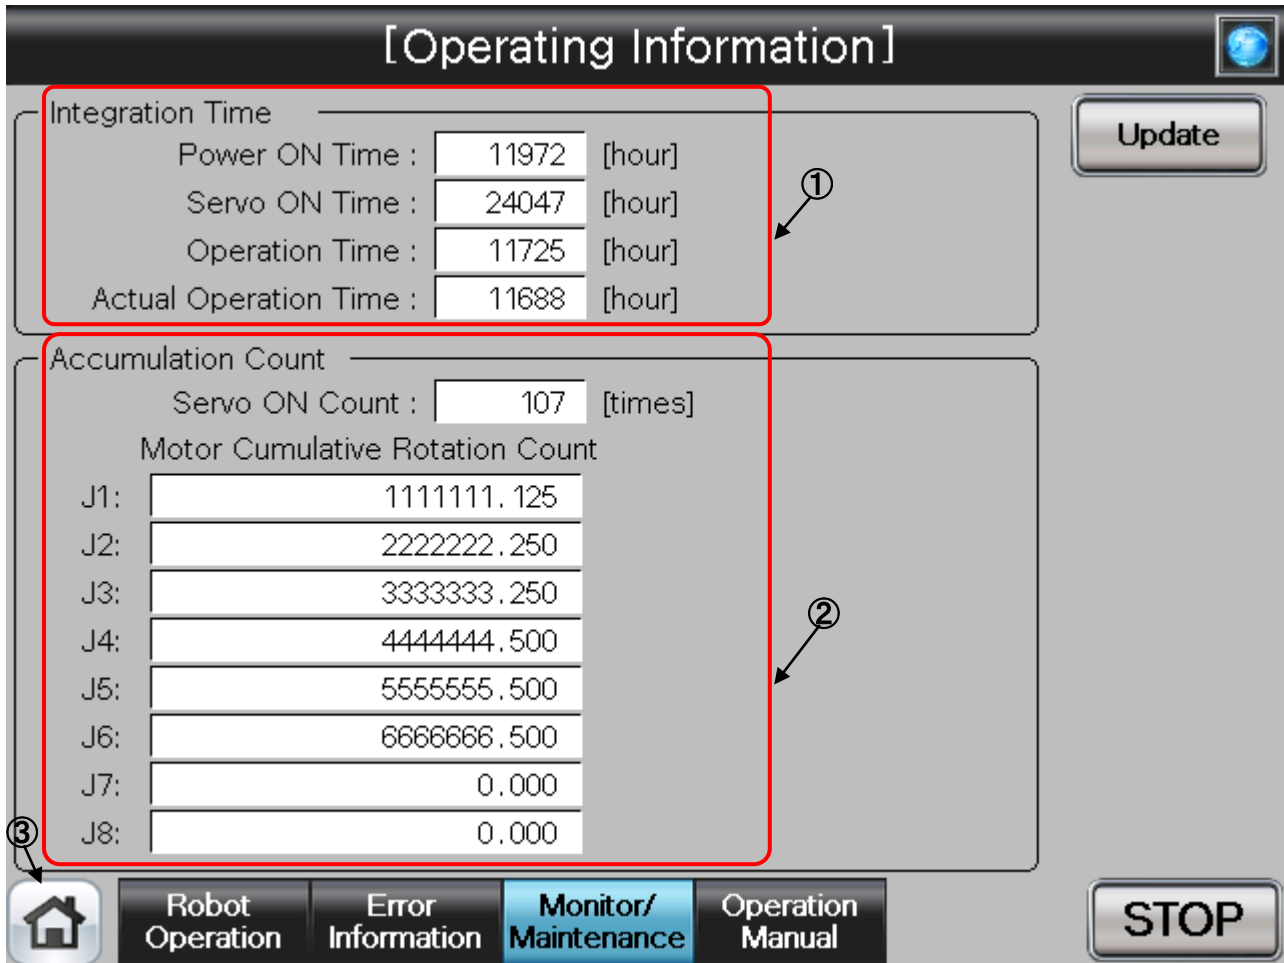 [Operating Information]
Integration Time
Update
Power ON Time : 11972 [hour]
①
Servo ON Time : 24047 [hour]
Operation Time : 11725 [hour]
Actual Operation Time : 11688 [hour]
Accumulation Count
Servo ON Count : 107 [times]
Motor Cumulative Rotation Count
J1: 1111111.125
J2: 2222222.250
J3: 3333333.250
②
J4: 4444444.500
J5: 5555555.500
J6: 6666666.500
J7: 0.000
J8: 0.000
③
Robot
Operation
Error
Information
Monitor/
Maintenance
Operation
Manual
STOP